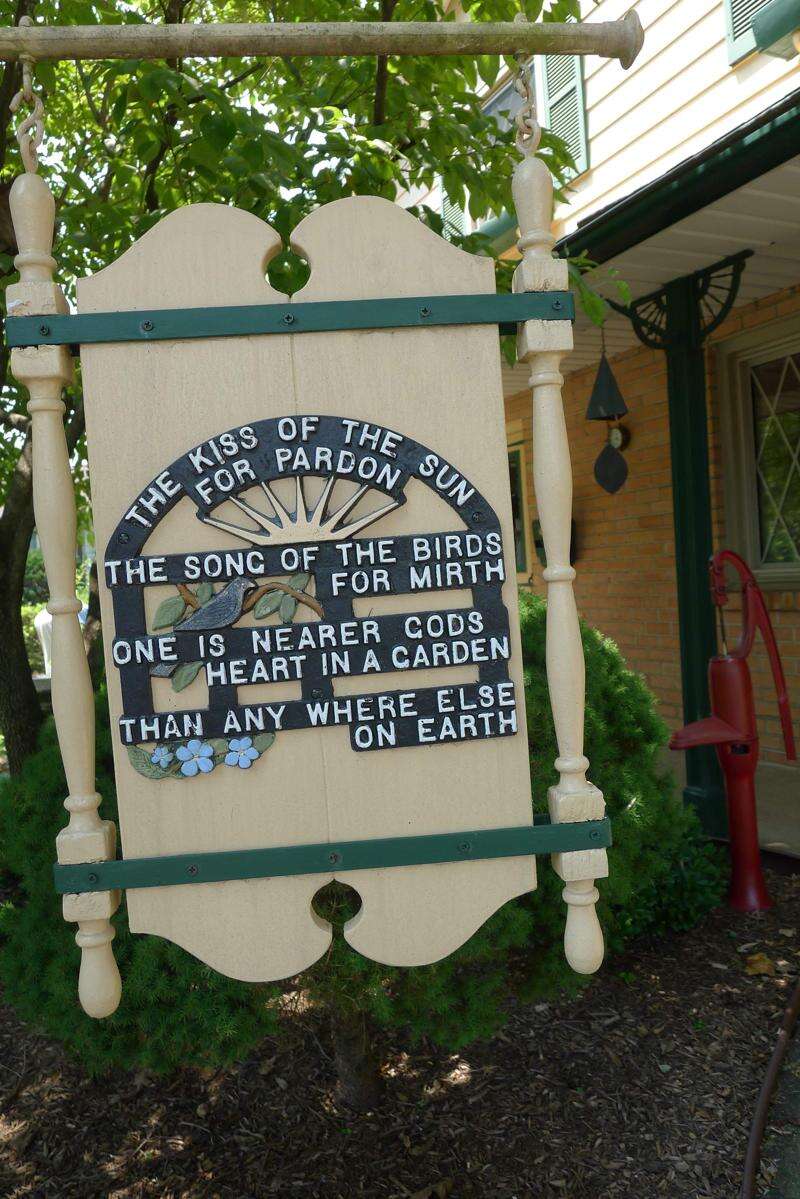 THE KISS OF THE SUN
FOR PARDON
THE SONG OF THE BIRDS
FOR MIRTH
ONE IS NEARER GODS
HEART IN A GARDEN
THAN ANY WHERE ELSE
ON EARTH